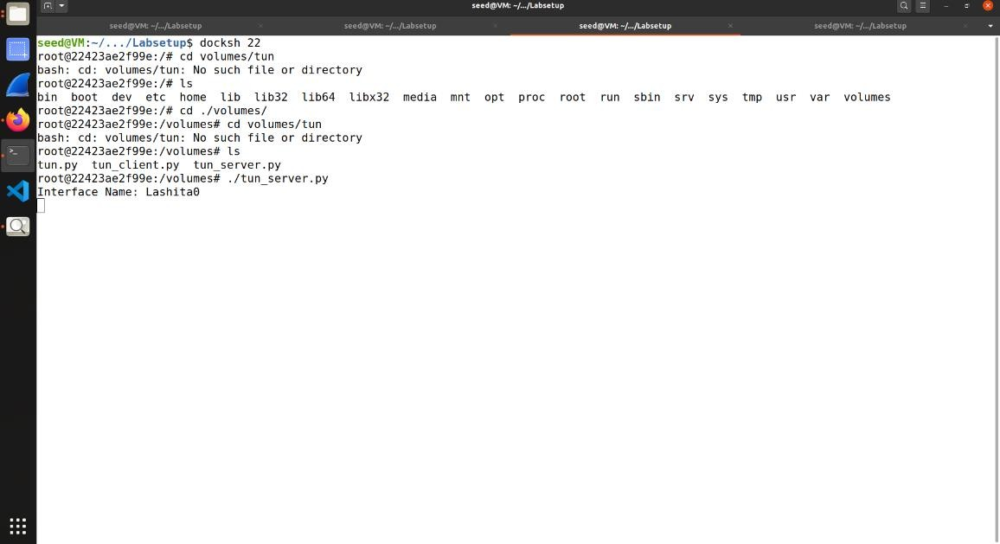 seed@VM: ~/.../Labsetup
seed@VM: ~/.../Labsetup
seed@VM: ~/.../Labsetup
seed@VM: ~/.../Labsetup
seed@VM: ~/.../Labsetup
seed@VM:~/.../Labsetup$ docksh 22
root@22423ae2f99e:/# cd volumes/tun
bash: cd: volumes/tun: No such file or directory
root@22423ae2f99e:/# ls
bin  boot  dev  etc  home  lib  lib32  lib64  libx32  media  mnt  opt  proc  root  run  sbin  srv  sys  tmp  usr  var  volumes
root@22423ae2f99e:/# cd ./volumes/
root@22423ae2f99e:/volumes# cd volumes/tun
bash: cd: volumes/tun: No such file or directory
root@22423ae2f99e:/volumes# ls
tun.py  tun_client.py  tun_server.py
root@22423ae2f99e:/volumes# ./tun_server.py
Interface Name: Lashita0